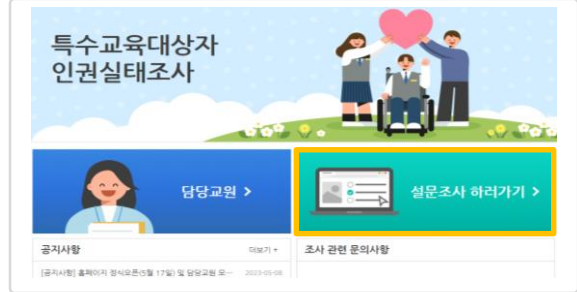 특수교육대상자
인권실태조사
담당교원 >
설문조사 하러가기 >
공지사항
더보기 +
조사 관련 문의사항
[공지사항] 홈페이지 정식오픈(5월 17일) 및 담당교원 모…
2023-05-08